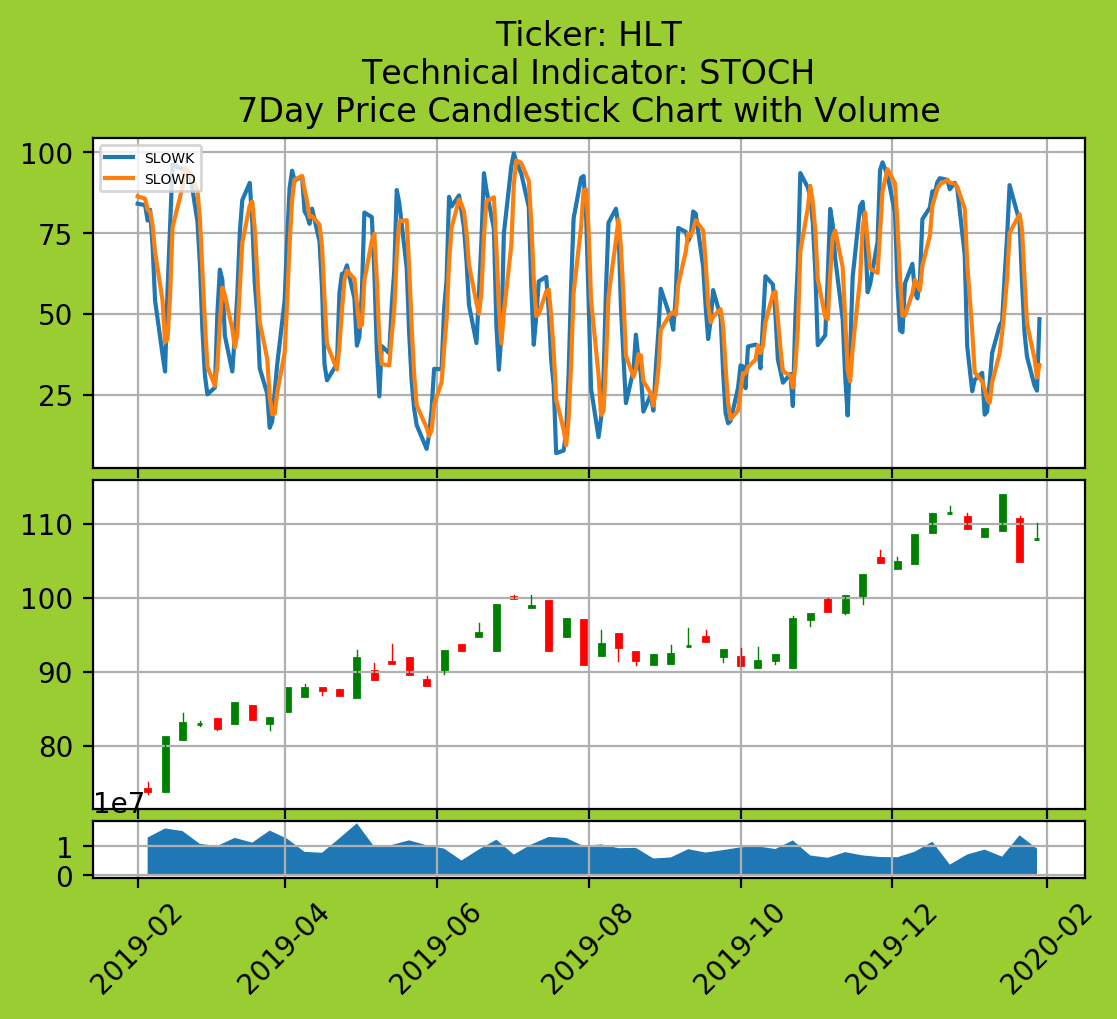 Ticker: HLT
Technical Indicator: STOCH
7Day Price Candlestick Chart with Volume
100
75
50
25
SLOWK
SLOWD
110
100
90
80
1e7
1
0
2019-02
2019-04
2019-06
2019-08
2019-10
2019-12
2020-02